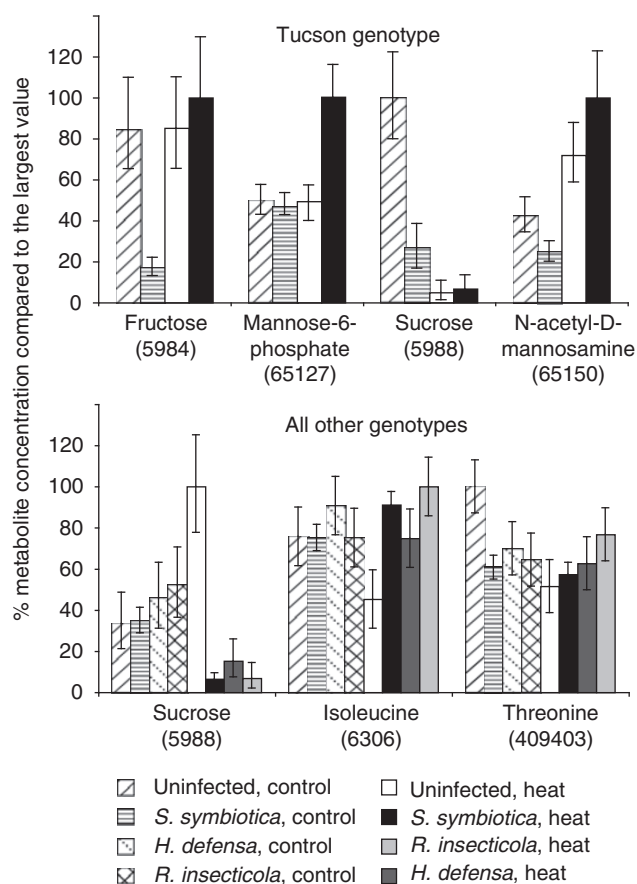 % metabolite concentration compared to the largest value
Tucson genotype
120
100
80
60
40
20
0
Fructose
(5984)
Mannose-6-
phosphate
(65127)
Sucrose
(5988)
N-acetyl-D-
mannosamine
(65150)
All other genotypes
120
100
80
60
40
20
0
Sucrose
(5988)
Isoleucine
(6306)
Threonine
(409403)
Uninfected, control
Uninfected, heat
S. symbiotica, control
S. symbiotica, heat
H. defensa, control
R. insecticola, heat
R. insecticola, control
H. defensa, heat